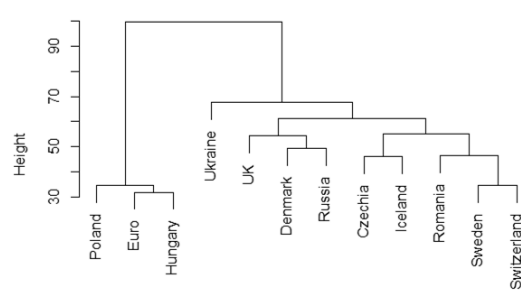 Height
90
70
50
30
Poland
Euro
Hungary
Ukraine
UK
Denmark
Russia
Czechia
Iceland
Romania
Sweden
Switzerland